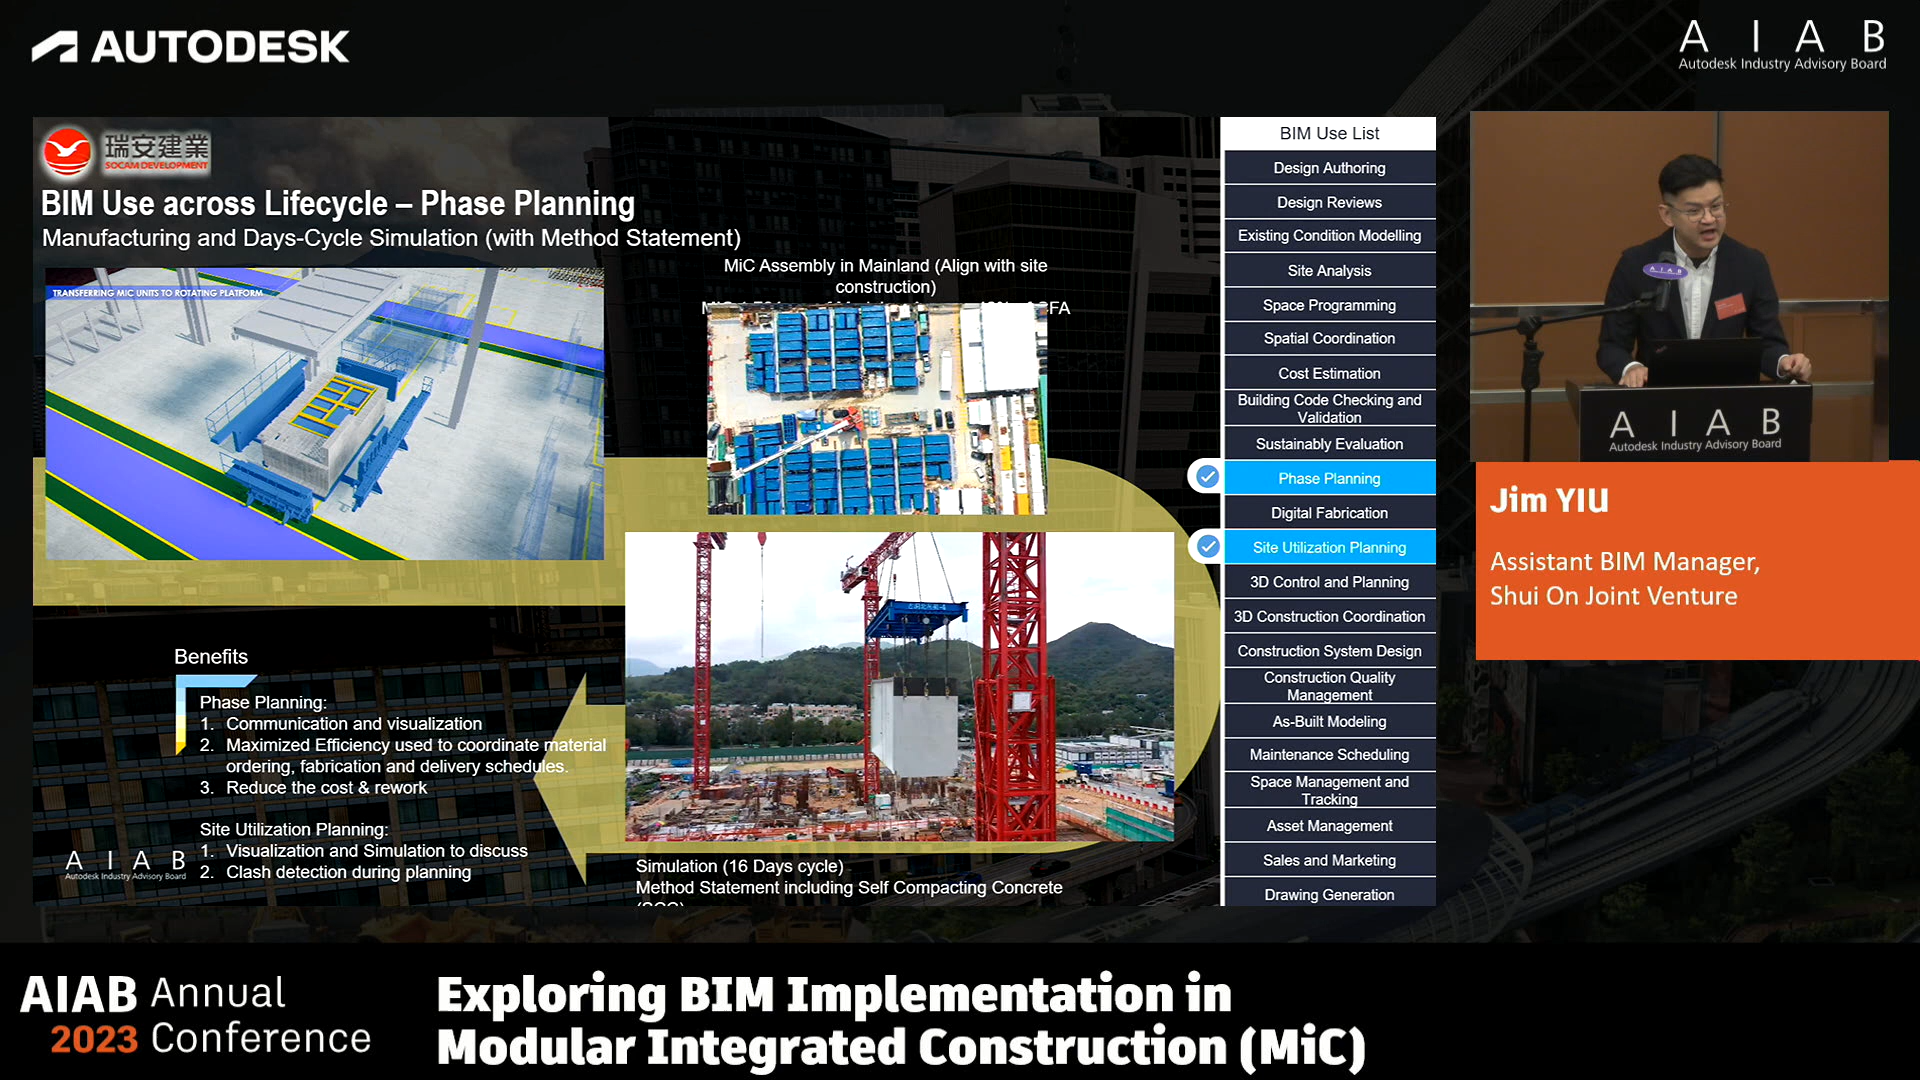 AUTODESK
A I A B
Autodesk Industry Advisory Board
瑞安建業
SOCAM DEVELOPMENT
BIM Use across Lifecycle – Phase Planning
Manufacturing and Days-Cycle Simulation (with Method Statement)
TRANSFERRING MIC UNITS TO ROTATING PLATFORM
MiC Assembly in Mainland (Align with site
construction)
Simulation (16 Days cycle)
Method Statement including Self Compacting Concrete
Benefits
Phase Planning:
1. Communication and visualization
2. Maximized Efficiency used to coordinate material
ordering, fabrication and delivery schedules.
3. Reduce the cost & rework
Site Utilization Planning:
1. Visualization and Simulation to discuss
2. Clash detection during planning
A I A B
Autodesk Industry Advisory Board
BIM Use List
Design Authoring
Design Reviews
Existing Condition Modelling
Site Analysis
Space Programming
Spatial Coordination
Cost Estimation
Building Code Checking and
Validation
Sustainably Evaluation
Phase Planning
Digital Fabrication
Site Utilization Planning
3D Control and Planning
3D Construction Coordination
Construction System Design
Construction Quality
Management
As-Built Modeling
Maintenance Scheduling
Space Management and
Tracking
Asset Management
Sales and Marketing
Drawing Generation
A I A B
A I A B
Autodesk Industry Advisory Board
Jim YIU
Assistant BIM Manager,
Shui On Joint Venture
AIAB Annual
2023 Conference
Exploring BIM Implementation in
Modular Integrated Construction (MiC)